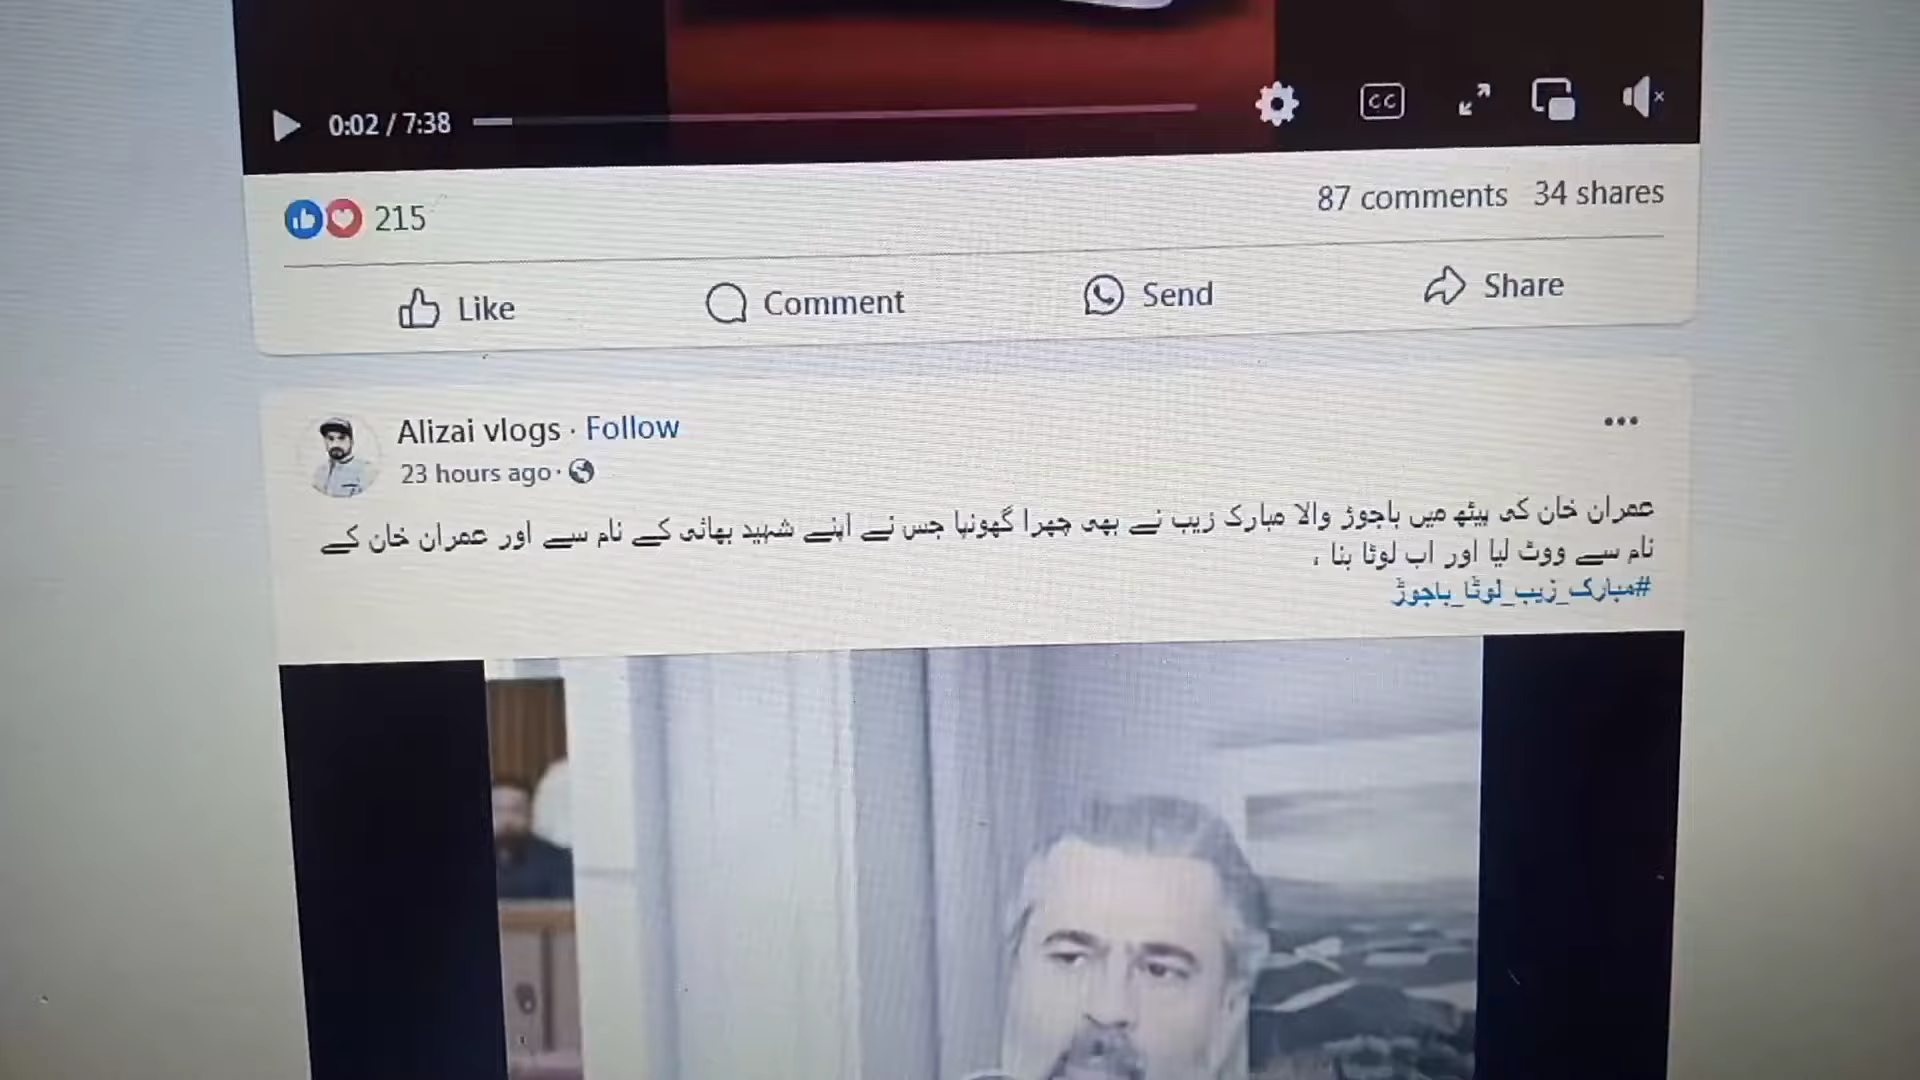 0:02 / 7:38
CC
215
87 comments 34 shares
Like Comment Send Share
Alizai vlogs · Follow
23 hours ago ·
عمران خان کی پیٹھ میں باجوڑ والا مبارک زیب نے بھی چھرا گھونپا جس نے اپنے شہید بھائی کے نام سے اور عمران خان کے
نام سے ووٹ لیا اور اب لوٹا بنا ،
#مبارک_زیب_لوٹا_باجوڑ